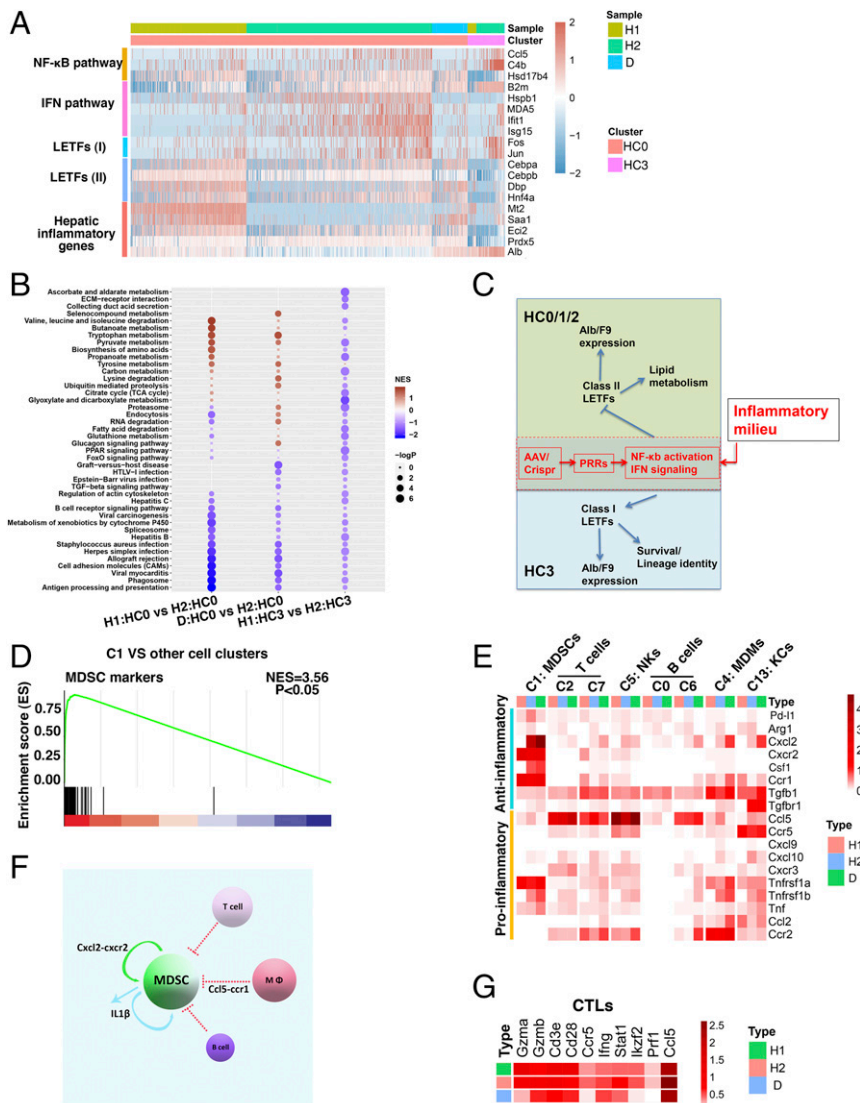 A
Sample
Cluster
NF-κB pathway
IFN pathway
LETFs (I)
LETFs (II)
Hepatic
inflammatory
genes
Ccl5
C4b
Hsd17b4
B2m
Hspb1
MDA5
Ifit1
Isg15
Fos
Jun
Cebpa
Cebpb
Dbp
Hnf4a
Mt2
Saa1
Eci2
Prdx5
Alb
2
1
0
−1
−2
Sample
H1
H2
D
Cluster
HC0
HC3
B
Ascorbate and aldarate metabolism
ECM−receptor interaction
Collecting duct acid secretion
Selenocompound metabolism
Valine, leucine and isoleucine degradation
Butanoate metabolism
Tryptophan metabolism
Pyruvate metabolism
Biosynthesis of amino acids
Propanoate metabolism
Tyrosine metabolism
Carbon metabolism
Lysine degradation
Ubiquitin mediated proteolysis
Citrate cycle (TCA cycle)
Glyoxylate and dicarboxylate metabolism
Proteasome
Endocytosis
RNA degradation
Fatty acid degradation
Glutathione metabolism
Glucagon signaling pathway
PPAR signaling pathway
FoxO signaling pathway
Graft−versus−host disease
HTLV−I infection
Epstein−Barr virus infection
TGF−beta signaling pathway
Regulation of actin cytoskeleton
Hepatitis C
B cell receptor signaling pathway
Viral carcinogenesis
Metabolism of xenobiotics by cytochrome P450
Spliceosome
Hepatitis B
Staphylococcus aureus infection
Herpes simplex infection
Allograft rejection
Cell adhesion molecules (CAMs)
Viral myocarditis
Phagosome
Antigen processing and presentation
H1:HC0 vs H2:HC0
D:HC0 vs H2:HC0
H1:HC3 vs H2:HC3
NES
1
0
−1
−2
−logP
0
2
4
6
C
HC0/1/2
Alb/F9
expression
Class II
LETFs
Lipid
metabolism
Inflammatory
milieu
AAV/
Crispr
PRRs
NF-κb activation
IFN signaling
Class I
LETFs
Alb/F9
expression
Survival/
Lineage identity
HC3
D
C1 VS other cell clusters
MDSC markers
NES=3.56
P<0.05
Enrichment score (ES)
0.75
0.50
0.25
0.00
E
C1: MDSCs
T cells
C2
C7
C5: NKs
B cells
C0
C6
C4: MDMs
C13: KCs
Type
Anti-inflammatory
Pro-inflammatory
Pd-l1
Arg1
Cxcl2
Cxcr2
Csf1
Ccr1
Tgfb1
Tgfbr1
Ccl5
Ccr5
Cxcl9
Cxcl10
Cxcr3
Tnfrsf1a
Tnfrsf1b
Tnf
Ccl2
Ccr2
4
3
2
1
0
Type
H1
H2
D
F
T cell
Cxcl2-cxcr2
MDSC
Ccl5-ccr1
M Φ
IL1β
B cell
G
CTLs
Type
Gzma
Gzmb
Cd3e
Cd28
Ccr5
Ifng
Stat1
Ikzf2
Prf1
Ccl5
2.5
2
1.5
1
0.5
Type
H1
H2
D